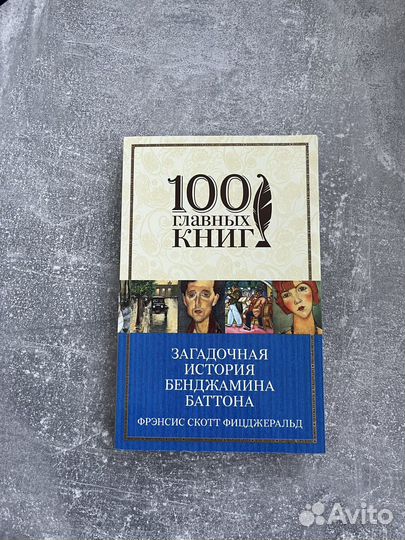 100
ГЛАВНЫХ
КНИГ
ЗАГАДОЧНАЯ
ИСТОРИЯ
БЕНДЖАМИНА
БАТТОНА
ФРЭНСИС СКОТТ ФИЦДЖЕРАЛЬД
Avito